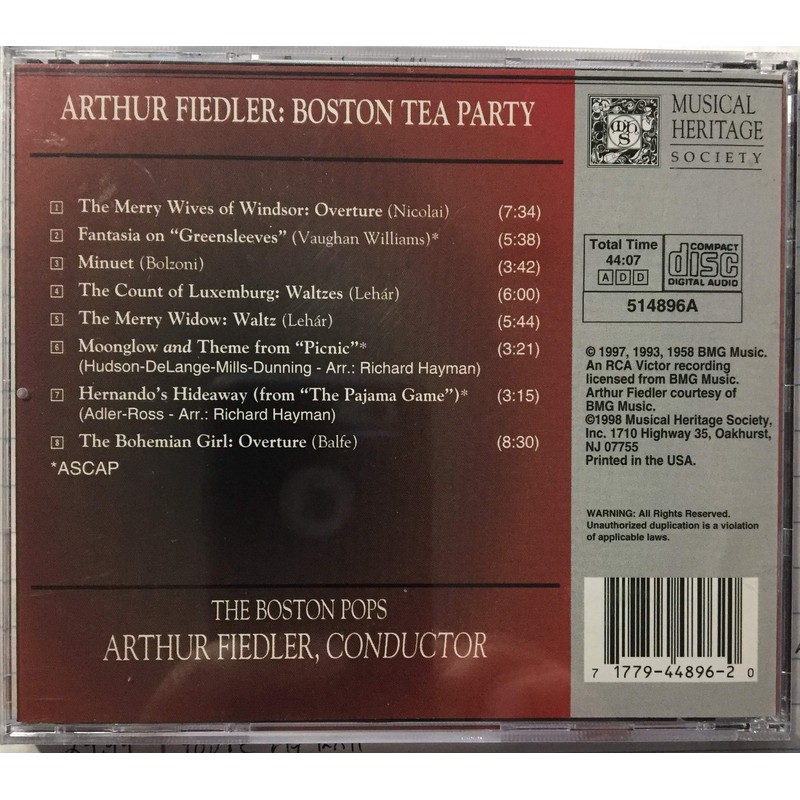 ARTHUR FIEDLER: BOSTON TEA PARTY
1 The Merry Wives of Windsor: Overture (Nicolai) (7:34)
2 Fantasia on “Greensleeves” (Vaughan Williams)* (5:38)
3 Minuet (Bolzoni) (3:42)
4 The Count of Luxemburg: Waltzes (Lehár) (6:00)
5 The Merry Widow: Waltz (Lehár) (5:44)
6 Moonglow and Theme from “Picnic”* (3:21)
(Hudson-DeLange-Mills-Dunning - Arr.: Richard Hayman)
7 Hernando’s Hideaway (from “The Pajama Game”)* (3:15)
(Adler-Ross - Arr.: Richard Hayman)
8 The Bohemian Girl: Overture (Balfe) (8:30)
*ASCAP
THE BOSTON POPS
ARTHUR FIEDLER, CONDUCTOR
MUSICAL
HERITAGE
SOCIETY
Total Time
44:07
A D D
COMPACT
disc
DIGITAL AUDIO
514896A
© 1997, 1993, 1958 BMG Music.
An RCA Victor recording
licensed from BMG Music.
Arthur Fiedler courtesy of
BMG Music.
©1998 Musical Heritage Society,
Inc. 1710 Highway 35, Oakhurst,
NJ 07755
Printed in the USA.
WARNING: All Rights Reserved.
Unauthorized duplication is a violation
of applicable laws.
7 1779-44896-2 0